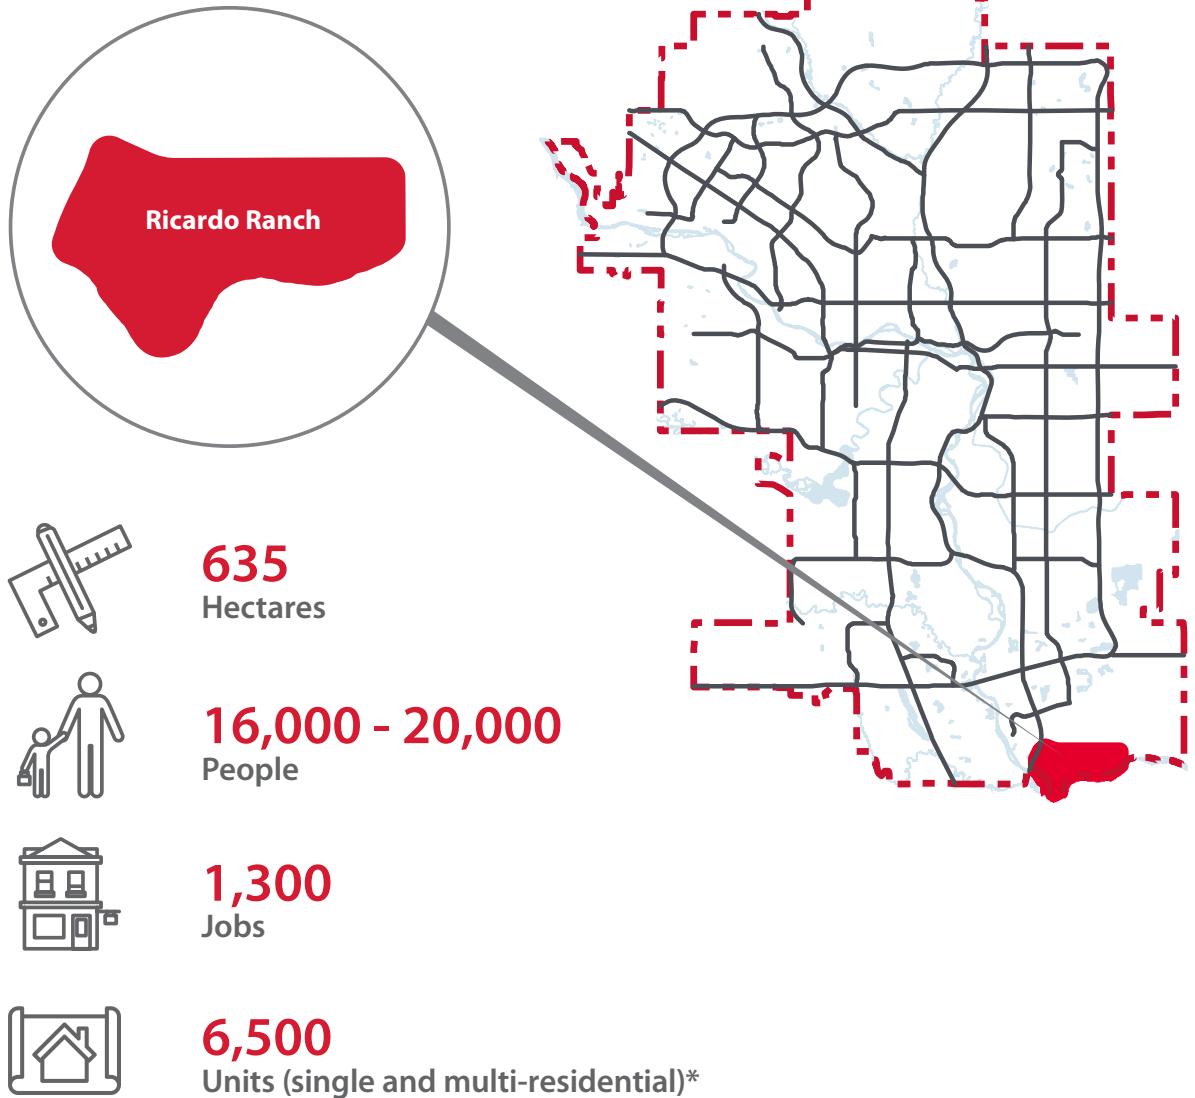 Ricardo Ranch
635
Hectares
16,000 - 20,000
People
1,300
Jobs
6,500
Units (single and multi-residential)*